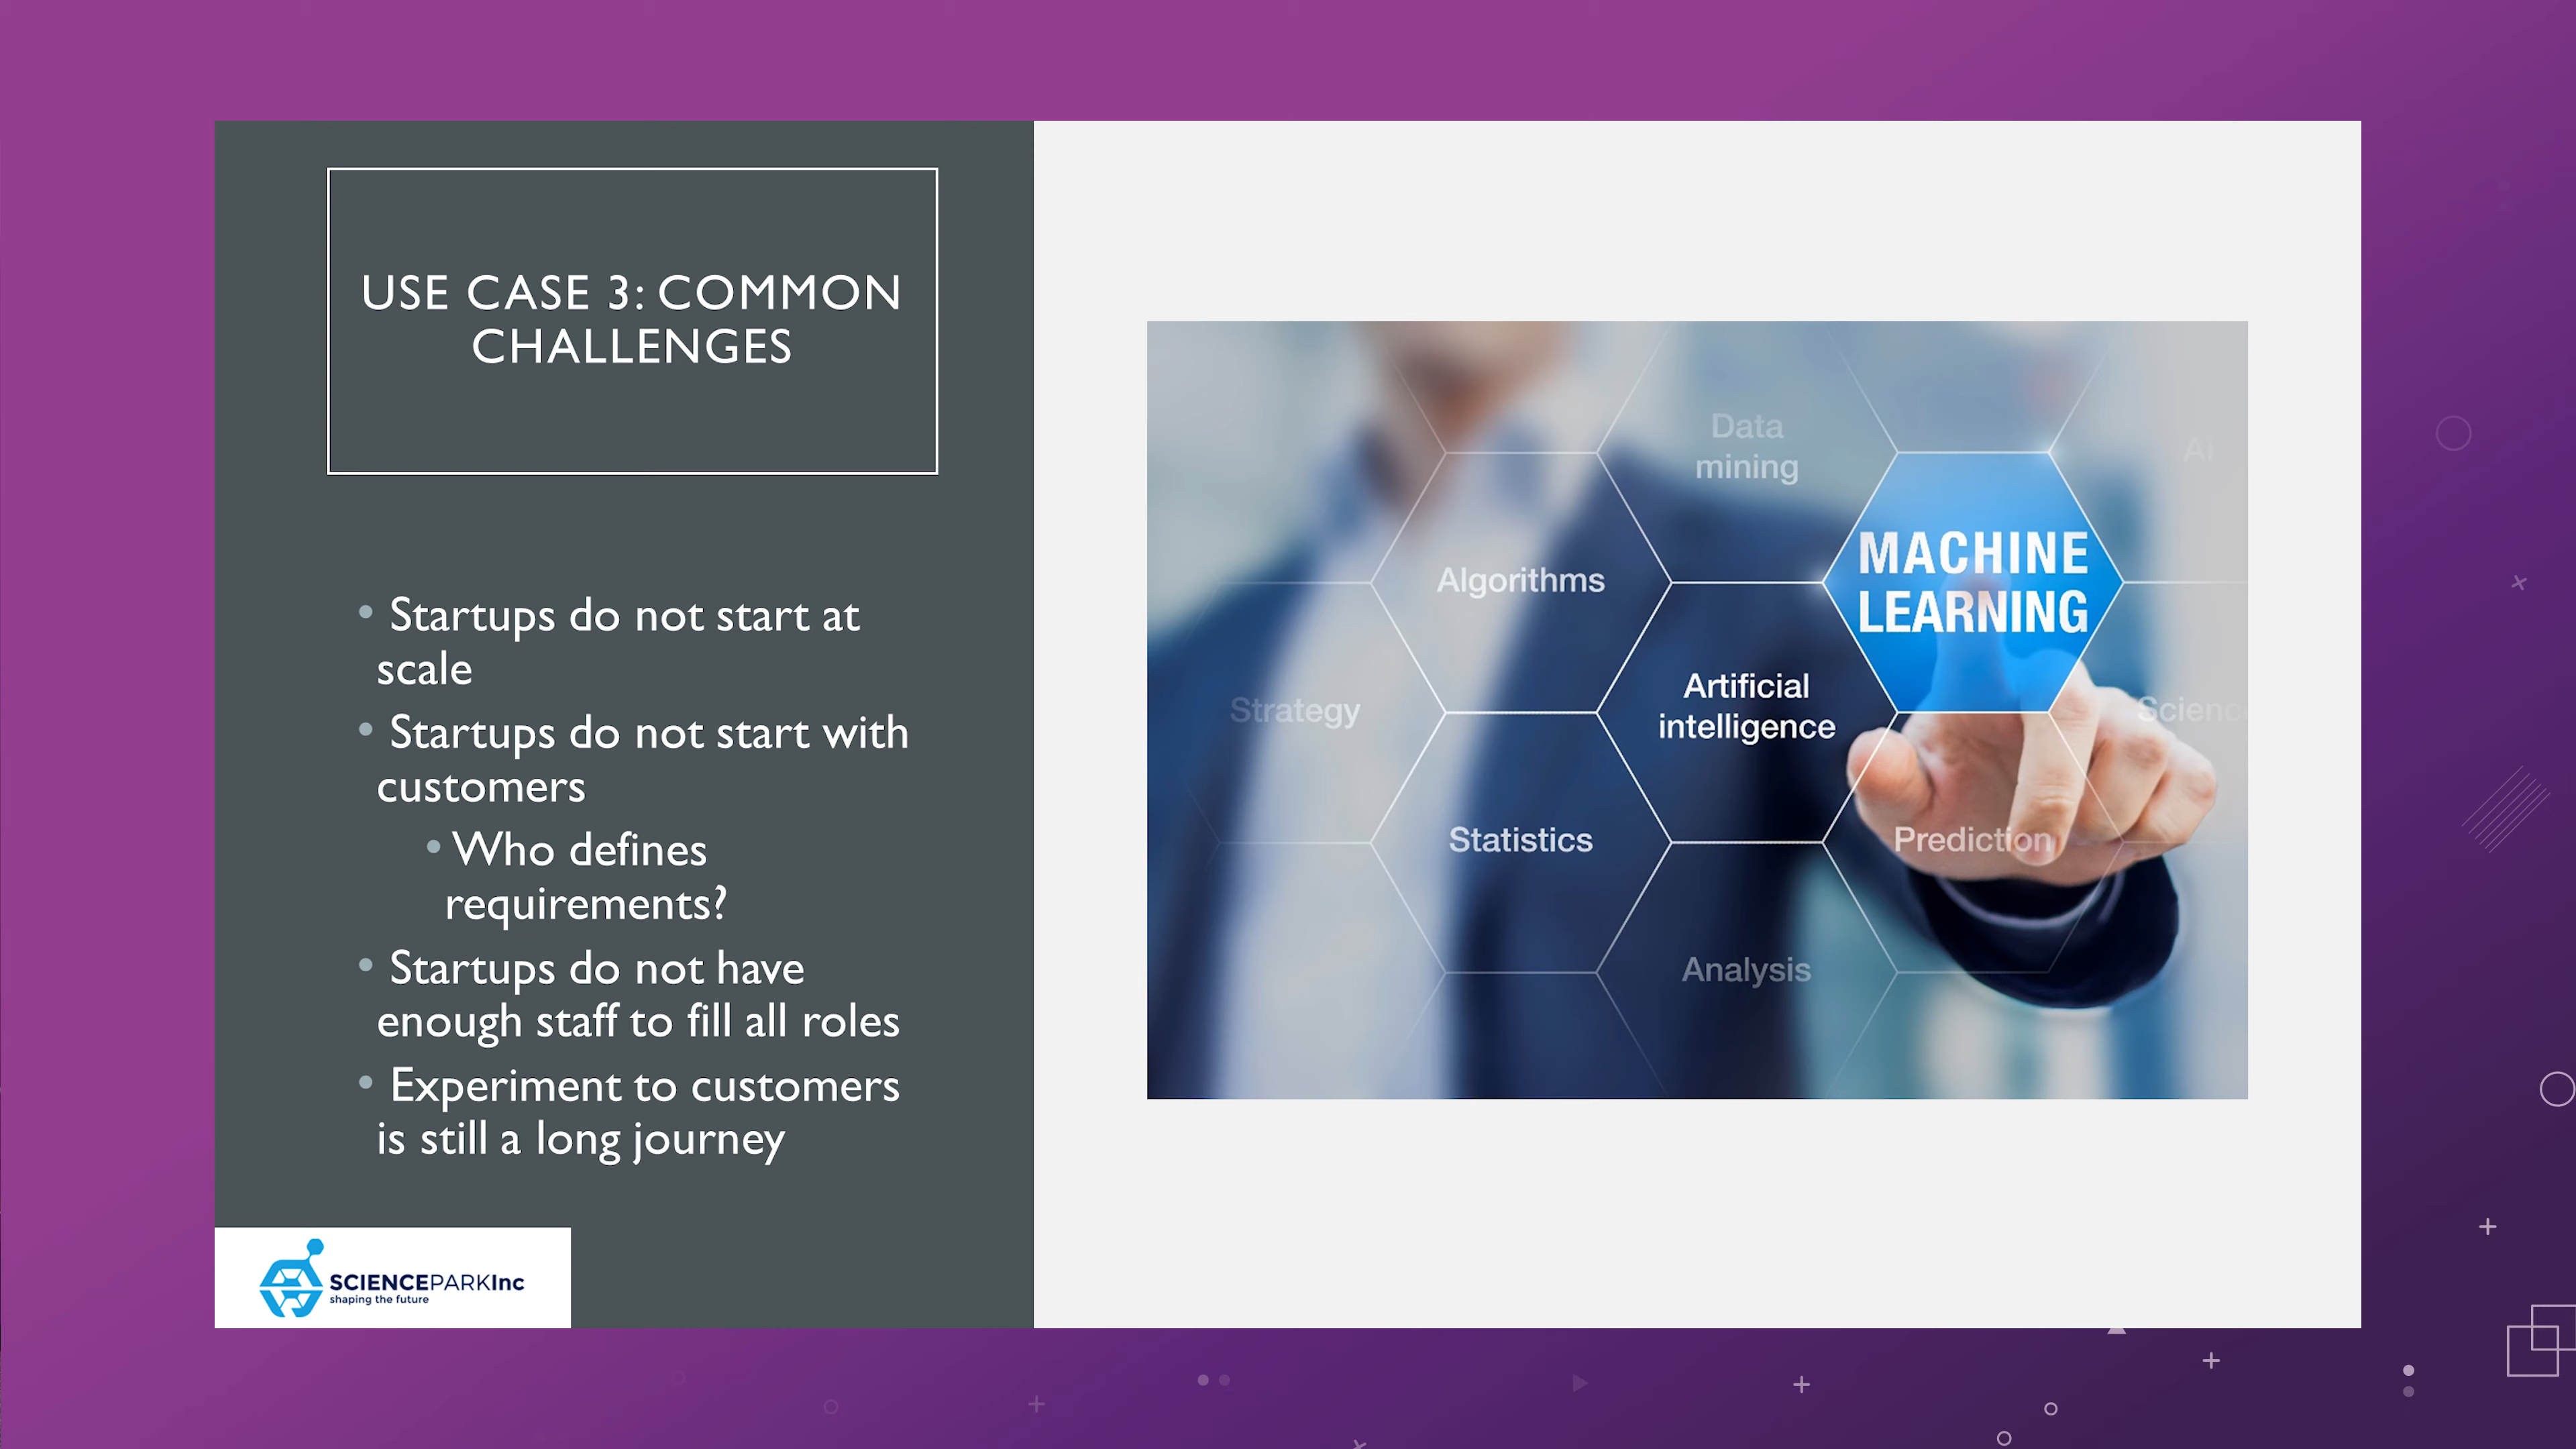 USE CASE 3: COMMON
CHALLENGES
• Startups do not start at
scale
• Startups do not start with
customers
• Who defines
requirements?
• Startups do not have
enough staff to fill all roles
• Experiment to customers
is still a long journey
SCIENCEPARKInc
shaping the future
Data
mining
AI
MACHINE
LEARNING
Algorithms
Artificial
intelligence
Strategy
Science
Statistics
Prediction
Analysis